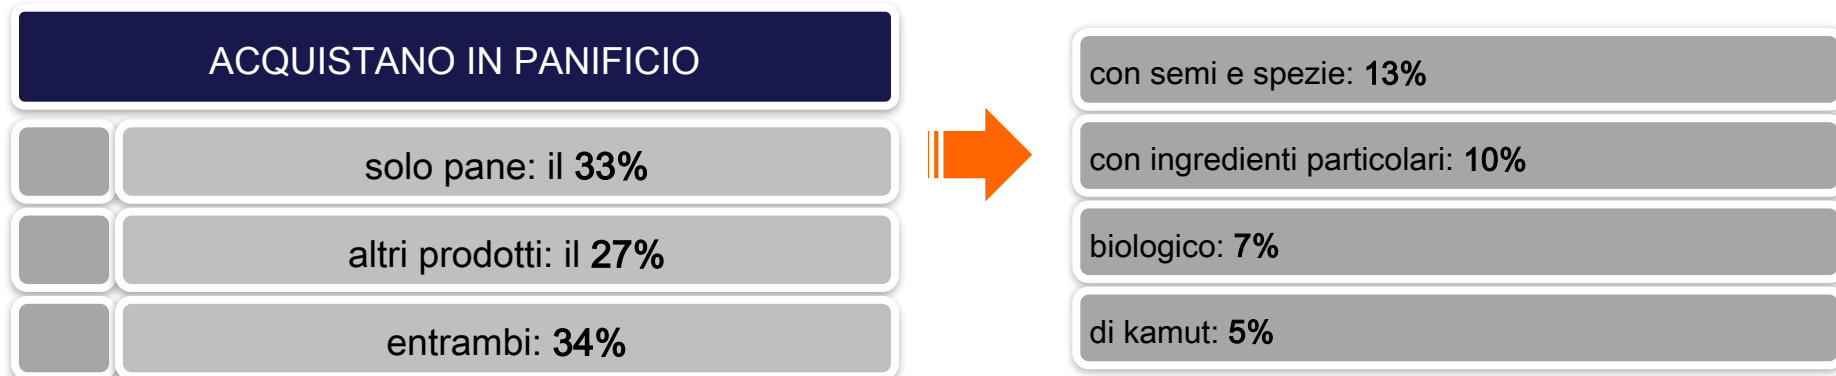 ACQUISTANO IN PANIFICIO
solo pane: il 33%
altri prodotti: il 27%
entrambi: 34%
con semi e spezie: 13%
con ingredienti particolari: 10%
biologico: 7%
di kamut: 5%